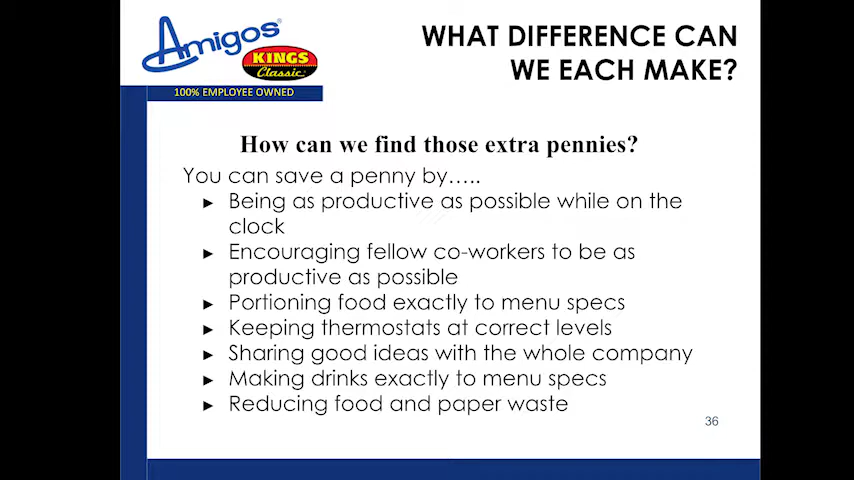 Amigos
KINGS
Classic
100% EMPLOYEE OWNED
WHAT DIFFERENCE CAN
WE EACH MAKE?
How can we find those extra pennies?
You can save a penny by…..
► Being as productive as possible while on the
clock
► Encouraging fellow co-workers to be as
productive as possible
► Portioning food exactly to menu specs
► Keeping thermostats at correct levels
► Sharing good ideas with the whole company
► Making drinks exactly to menu specs
► Reducing food and paper waste
36